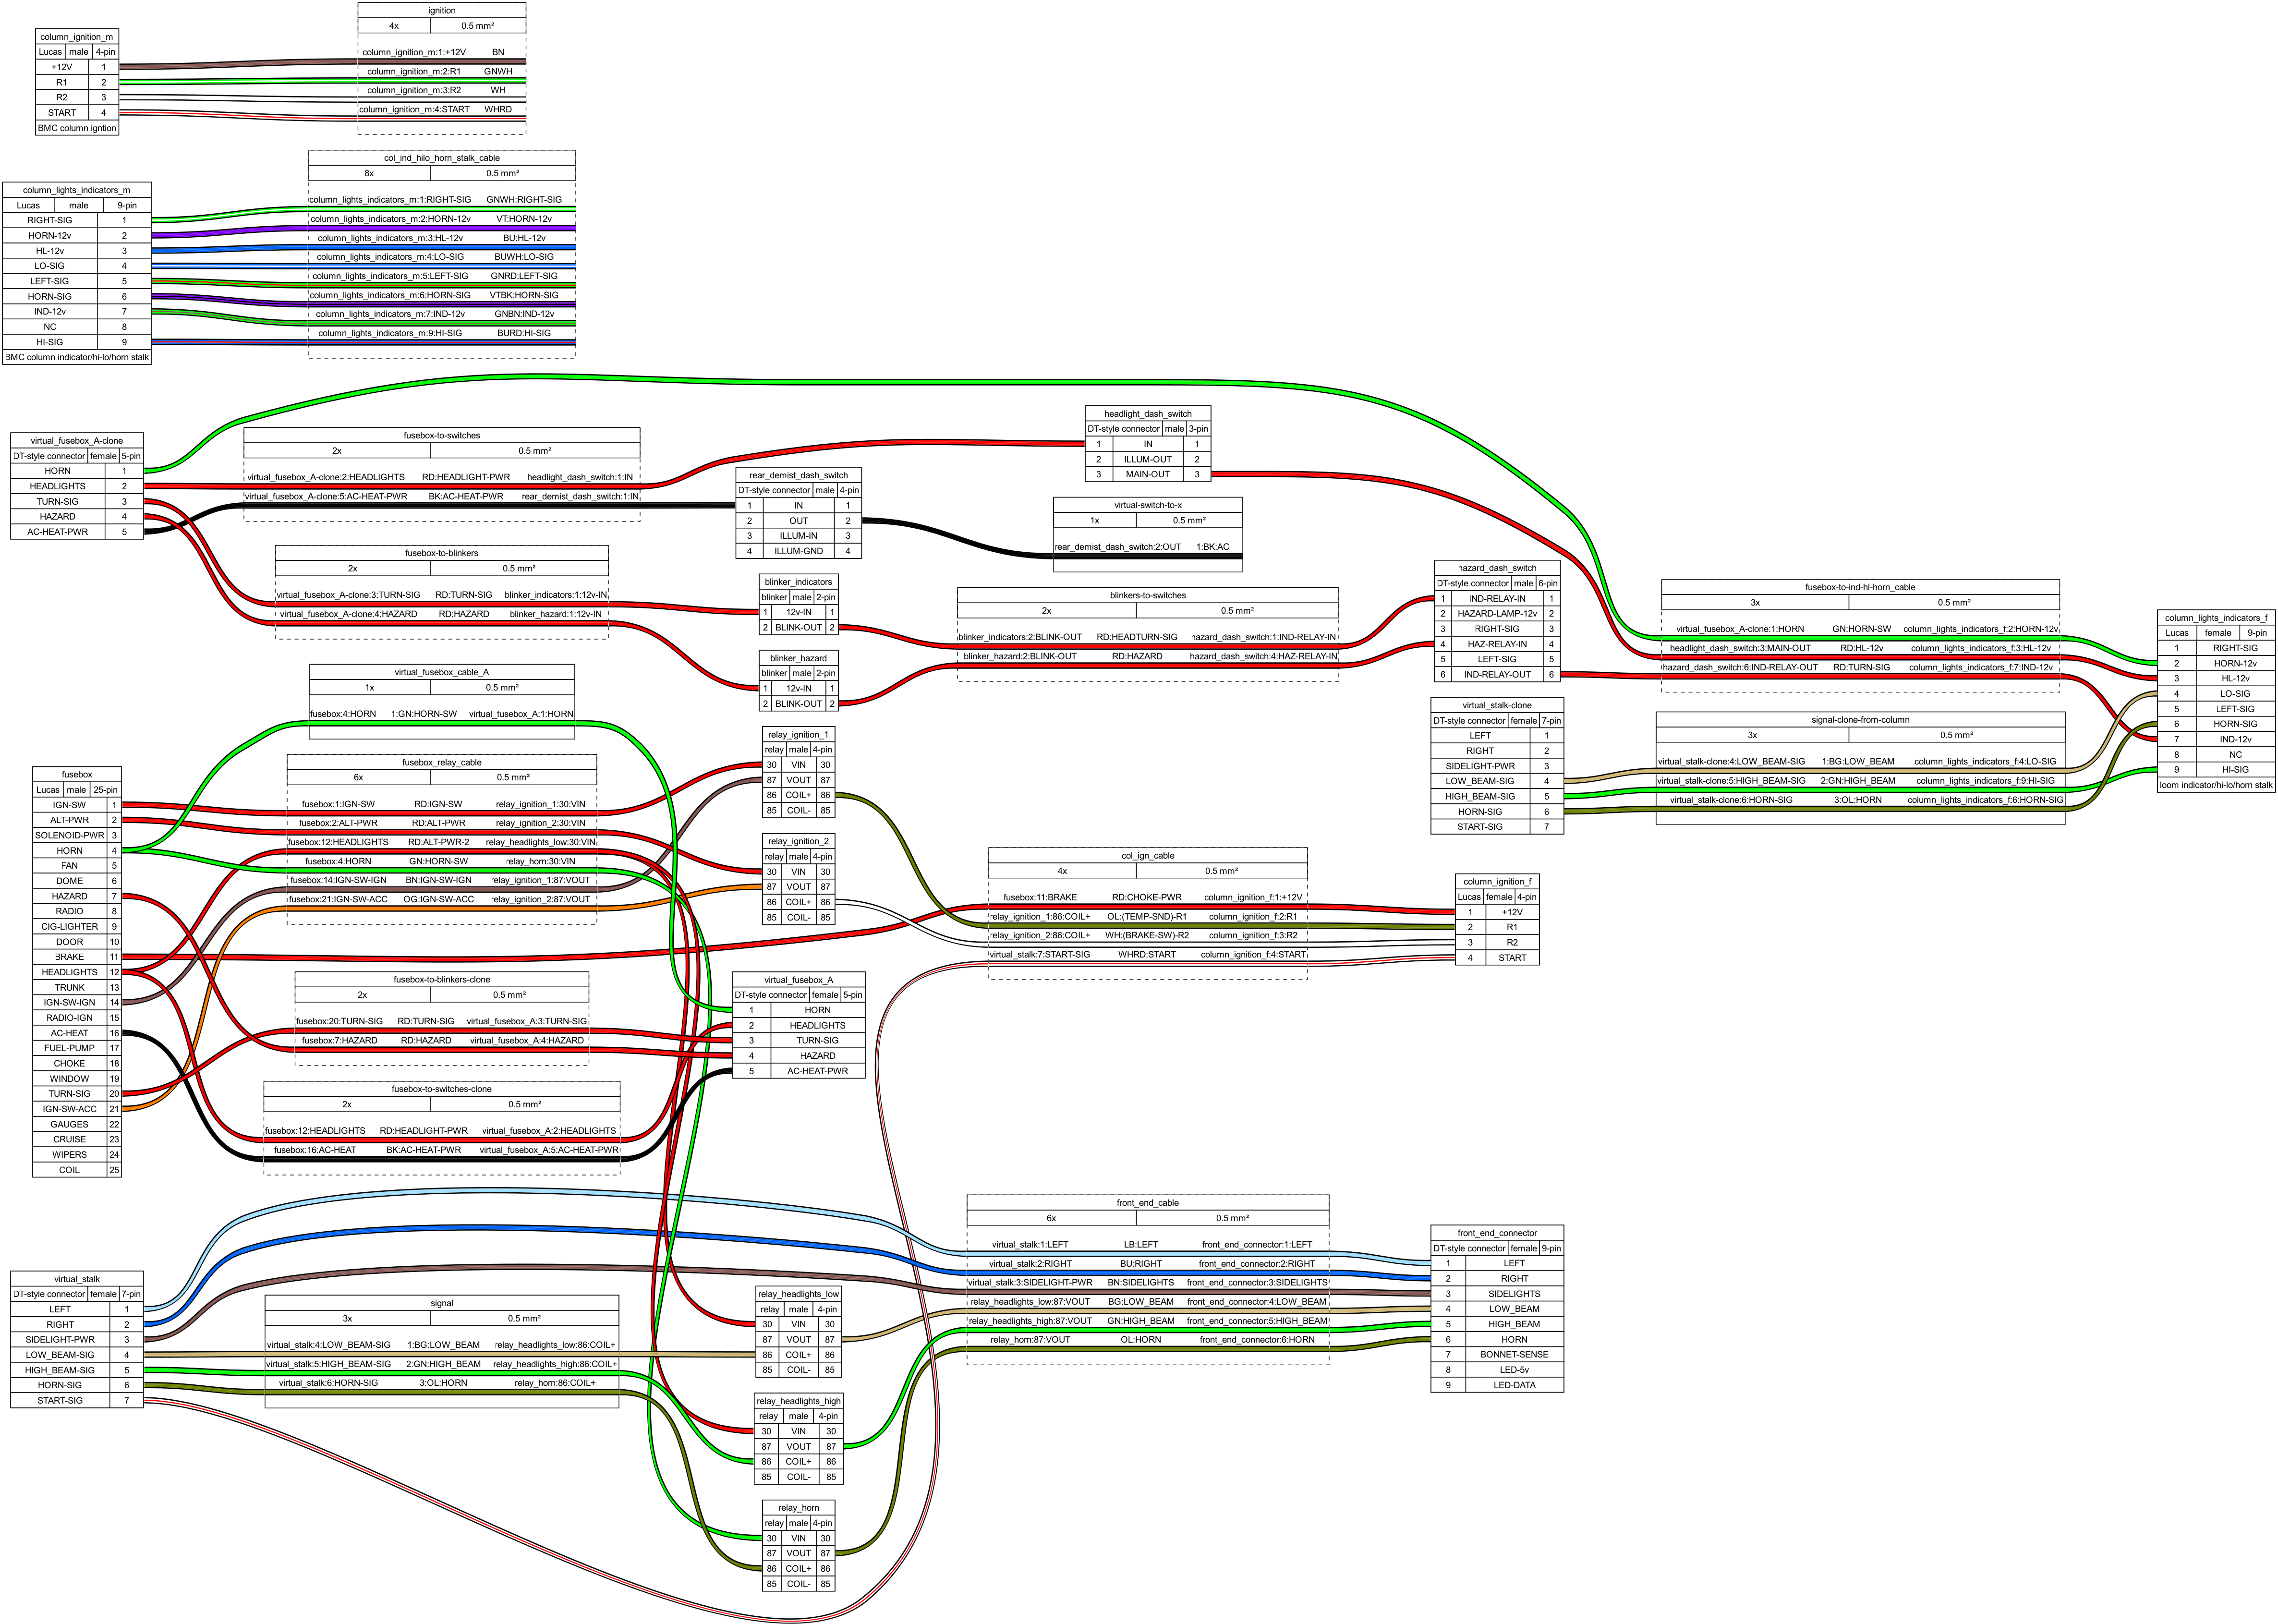 ignition
4x 0.5 mm²
column_ignition_m:1:+12V BN
column_ignition_m:2:R1 GNWH
column_ignition_m:3:R2 WH
column_ignition_m:4:START WHRD
column_ignition_m
Lucas male 4-pin
+12V 1
R1 2
R2 3
START 4
BMC column igntion
col_ind_hilo_horn_stalk_cable
8x 0.5 mm²
column_lights_indicators_m:1:RIGHT-SIG GNWH:RIGHT-SIG
column_lights_indicators_m:2:HORN-12v VT:HORN-12v
column_lights_indicators_m:3:HL-12v BU:HL-12v
column_lights_indicators_m:4:LO-SIG BUWH:LO-SIG
column_lights_indicators_m:5:LEFT-SIG GNRD:LEFT-SIG
column_lights_indicators_m:6:HORN-SIG VTBK:HORN-SIG
column_lights_indicators_m:7:IND-12v GNBN:IND-12v
column_lights_indicators_m:9:HI-SIG BURD:HI-SIG
column_lights_indicators_m
Lucas male 9-pin
RIGHT-SIG 1
HORN-12v 2
HL-12v 3
LO-SIG 4
LEFT-SIG 5
HORN-SIG 6
IND-12v 7
NC 8
HI-SIG 9
BMC column indicator/hi-lo/horn stalk
virtual_fusebox_A-clone
DT-style connector female 5-pin
HORN 1
HEADLIGHTS 2
TURN-SIG 3
HAZARD 4
AC-HEAT-PWR 5
fusebox-to-switches
2x 0.5 mm²
virtual_fusebox_A-clone:2:HEADLIGHTS RD:HEADLIGHT-PWR headlight_dash_switch:1:IN
virtual_fusebox_A-clone:5:AC-HEAT-PWR BK:AC-HEAT-PWR rear_demist_dash_switch:1:IN
fusebox-to-blinkers
2x 0.5 mm²
virtual_fusebox_A-clone:3:TURN-SIG RD:TURN-SIG blinker_indicators:1:12v-IN
virtual_fusebox_A-clone:4:HAZARD RD:HAZARD blinker_hazard:1:12v-IN
rear_demist_dash_switch
DT-style connector male 4-pin
1 IN 1
2 OUT 2
3 ILLUM-IN 3
4 ILLUM-GND 4
headlight_dash_switch
DT-style connector male 3-pin
1 IN 1
2 ILLUM-OUT 2
3 MAIN-OUT 3
virtual-switch-to-x
1x 0.5 mm²
rear_demist_dash_switch:2:OUT 1:BK:AC
blinker_indicators
blinker male 2-pin
1 12v-IN 1
2 BLINK-OUT 2
blinker_hazard
blinker male 2-pin
1 12v-IN 1
2 BLINK-OUT 2
blinkers-to-switches
2x 0.5 mm²
blinker_indicators:2:BLINK-OUT RD:HEADTURN-SIG hazard_dash_switch:1:IND-RELAY-IN
blinker_hazard:2:BLINK-OUT RD:HAZARD hazard_dash_switch:4:HAZ-RELAY-IN
hazard_dash_switch
DT-style connector male 6-pin
1 IND-RELAY-IN 1
2 HAZARD-LAMP-12v 2
3 RIGHT-SIG 3
4 HAZ-RELAY-IN 4
5 LEFT-SIG 5
6 IND-RELAY-OUT 6
fusebox-to-ind-hl-horn_cable
3x 0.5 mm²
virtual_fusebox_A-clone:1:HORN GN:HORN-SW column_lights_indicators_f:2:HORN-12v
headlight_dash_switch:3:MAIN-OUT RD:HL-12v column_lights_indicators_f:3:HL-12v
hazard_dash_switch:6:IND-RELAY-OUT RD:TURN-SIG column_lights_indicators_f:7:IND-12v
column_lights_indicators_f
Lucas female 9-pin
1 RIGHT-SIG
2 HORN-12v
3 HL-12v
4 LO-SIG
5 LEFT-SIG
6 HORN-SIG
7 IND-12v
8 NC
9 HI-SIG
loom indicator/hi-lo/horn stalk
virtual_stalk-clone
DT-style connector female 7-pin
LEFT 1
RIGHT 2
SIDELIGHT-PWR 3
LOW_BEAM-SIG 4
HIGH_BEAM-SIG 5
HORN-SIG 6
START-SIG 7
signal-clone-from-column
3x 0.5 mm²
virtual_stalk-clone:4:LOW_BEAM-SIG 1:BG:LOW_BEAM column_lights_indicators_f:4:LO-SIG
virtual_stalk-clone:5:HIGH_BEAM-SIG 2:GN:HIGH_BEAM column_lights_indicators_f:9:HI-SIG
virtual_stalk-clone:6:HORN-SIG 3:OL:HORN column_lights_indicators_f:6:HORN-SIG
virtual_fusebox_cable_A
1x 0.5 mm²
fusebox:4:HORN 1:GN:HORN-SW virtual_fusebox_A:1:HORN
fusebox_relay_cable
6x 0.5 mm²
fusebox:1:IGN-SW RD:IGN-SW relay_ignition_1:30:VIN
fusebox:2:ALT-PWR RD:ALT-PWR relay_ignition_2:30:VIN
fusebox:12:HEADLIGHTS RD:ALT-PWR-2 relay_headlights_low:30:VIN
fusebox:4:HORN GN:HORN-SW relay_horn:30:VIN
fusebox:14:IGN-SW-IGN BN:IGN-SW-IGN relay_ignition_1:87:VOUT
fusebox:21:IGN-SW-ACC OG:IGN-SW-ACC relay_ignition_2:87:VOUT
fusebox
Lucas male 25-pin
IGN-SW 1
ALT-PWR 2
SOLENOID-PWR 3
HORN 4
FAN 5
DOME 6
HAZARD 7
RADIO 8
CIG-LIGHTER 9
DOOR 10
BRAKE 11
HEADLIGHTS 12
TRUNK 13
IGN-SW-IGN 14
RADIO-IGN 15
AC-HEAT 16
FUEL-PUMP 17
CHOKE 18
WINDOW 19
TURN-SIG 20
IGN-SW-ACC 21
GAUGES 22
CRUISE 23
WIPERS 24
COIL 25
relay_ignition_1
relay male 4-pin
30 VIN 30
87 VOUT 87
86 COIL+ 86
85 COIL- 85
relay_ignition_2
relay male 4-pin
30 VIN 30
87 VOUT 87
86 COIL+ 86
85 COIL- 85
col_ign_cable
4x 0.5 mm²
fusebox:11:BRAKE RD:CHOKE-PWR column_ignition_f:1:+12V
relay_ignition_1:86:COIL+ OL:(TEMP-SND)-R1 column_ignition_f:2:R1
relay_ignition_2:86:COIL+ WH:(BRAKE-SW)-R2 column_ignition_f:3:R2
virtual_stalk:7:START-SIG WHRD:START column_ignition_f:4:START
column_ignition_f
Lucas female 4-pin
1 +12V
2 R1
3 R2
4 START
fusebox-to-blinkers-clone
2x 0.5 mm²
fusebox:20:TURN-SIG RD:TURN-SIG virtual_fusebox_A:3:TURN-SIG
fusebox:7:HAZARD RD:HAZARD virtual_fusebox_A:4:HAZARD
virtual_fusebox_A
DT-style connector female 5-pin
1 HORN
2 HEADLIGHTS
3 TURN-SIG
4 HAZARD
5 AC-HEAT-PWR
fusebox-to-switches-clone
2x 0.5 mm²
fusebox:12:HEADLIGHTS RD:HEADLIGHT-PWR virtual_fusebox_A:2:HEADLIGHTS
fusebox:16:AC-HEAT BK:AC-HEAT-PWR virtual_fusebox_A:5:AC-HEAT-PWR
virtual_stalk
DT-style connector female 7-pin
LEFT 1
RIGHT 2
SIDELIGHT-PWR 3
LOW_BEAM-SIG 4
HIGH_BEAM-SIG 5
HORN-SIG 6
START-SIG 7
signal
3x 0.5 mm²
virtual_stalk:4:LOW_BEAM-SIG 1:BG:LOW_BEAM relay_headlights_low:86:COIL+
virtual_stalk:5:HIGH_BEAM-SIG 2:GN:HIGH_BEAM relay_headlights_high:86:COIL+
virtual_stalk:6:HORN-SIG 3:OL:HORN relay_horn:86:COIL+
relay_headlights_low
relay male 4-pin
30 VIN 30
87 VOUT 87
86 COIL+ 86
85 COIL- 85
relay_headlights_high
relay male 4-pin
30 VIN 30
87 VOUT 87
86 COIL+ 86
85 COIL- 85
relay_horn
relay male 4-pin
30 VIN 30
87 VOUT 87
86 COIL+ 86
85 COIL- 85
front_end_cable
6x 0.5 mm²
virtual_stalk:1:LEFT LB:LEFT front_end_connector:1:LEFT
virtual_stalk:2:RIGHT BU:RIGHT front_end_connector:2:RIGHT
virtual_stalk:3:SIDELIGHT-PWR BN:SIDELIGHTS front_end_connector:3:SIDELIGHTS
relay_headlights_low:87:VOUT BG:LOW_BEAM front_end_connector:4:LOW_BEAM
relay_headlights_high:87:VOUT GN:HIGH_BEAM front_end_connector:5:HIGH_BEAM
relay_horn:87:VOUT OL:HORN front_end_connector:6:HORN
front_end_connector
DT-style connector female 9-pin
1 LEFT
2 RIGHT
3 SIDELIGHTS
4 LOW_BEAM
5 HIGH_BEAM
6 HORN
7 BONNET-SENSE
8 LED-5v
9 LED-DATA